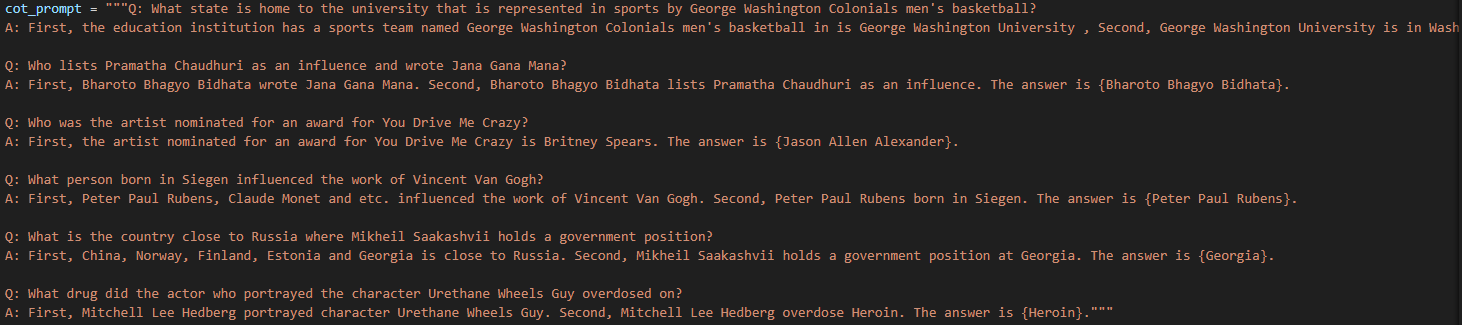 cot_prompt = """Q: What state is home to the university that is represented in sports by George Washington Colonials men's basketball?
A: First, the education institution has a sports team named George Washington Colonials men's basketball in is George Washington University , Second, George Washington University is in Wash
Q: Who lists Pramatha Chaudhuri as an influence and wrote Jana Gana Mana?
A: First, Bharoto Bhagyo Bidhata wrote Jana Gana Mana. Second, Bharoto Bhagyo Bidhata lists Pramatha Chaudhuri as an influence. The answer is {Bharoto Bhagyo Bidhata}.
Q: Who was the artist nominated for an award for You Drive Me Crazy?
A: First, the artist nominated for an award for You Drive Me Crazy is Britney Spears. The answer is {Jason Allen Alexander}.
Q: What person born in Siegen influenced the work of Vincent Van Gogh?
A: First, Peter Paul Rubens, Claude Monet and etc. influenced the work of Vincent Van Gogh. Second, Peter Paul Rubens born in Siegen. The answer is {Peter Paul Rubens}.
Q: What is the country close to Russia where Mikheil Saakashvii holds a government position?
A: First, China, Norway, Finland, Estonia and Georgia is close to Russia. Second, Mikheil Saakashvii holds a government position at Georgia. The answer is {Georgia}.
Q: What drug did the actor who portrayed the character Urethane Wheels Guy overdosed on?
A: First, Mitchell Lee Hedberg portrayed character Urethane Wheels Guy. Second, Mitchell Lee Hedberg overdose Heroin. The answer is {Heroin}."""